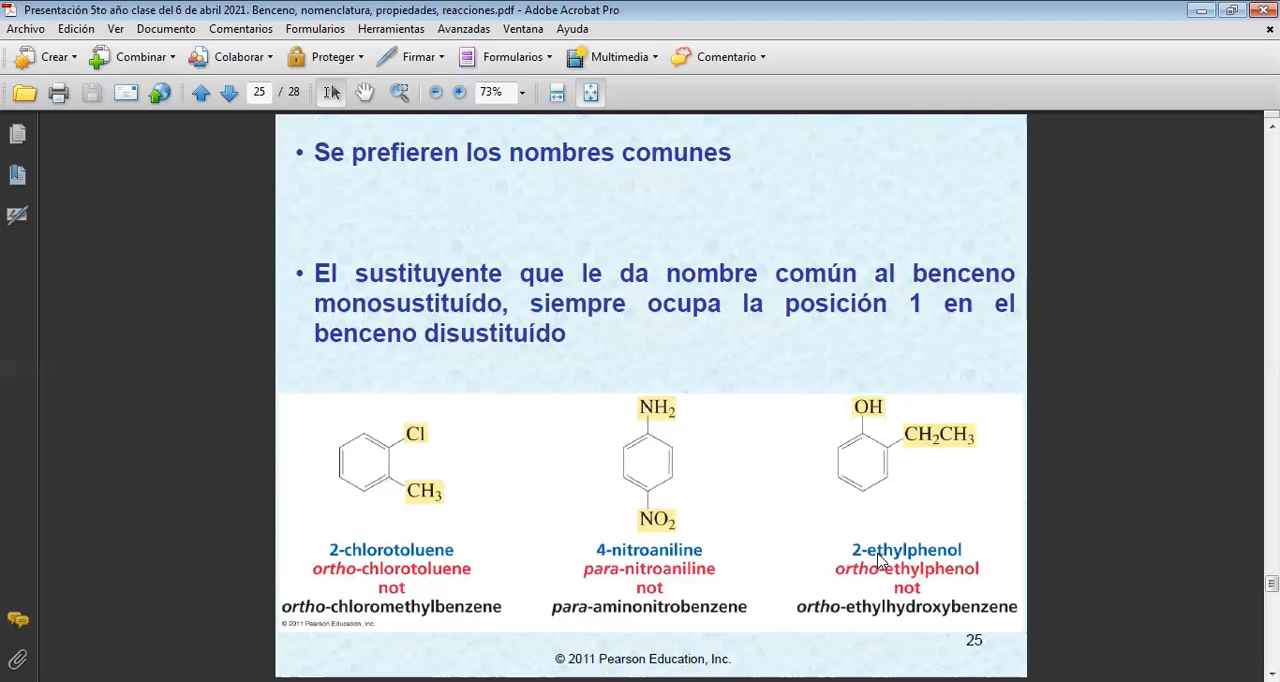 Presentación 5to año clase del 6 de abril 2021. Benceno, nomenclatura, propiedades, reacciones.pdf - Adobe Acrobat Pro
Archivo Edición Ver Documento Comentarios Formularios Herramientas Avanzadas Ventana Ayuda
Crear Combinar Colaborar Proteger Firmar Formularios Multimedia Comentario
25 / 28 73%
• Se prefieren los nombres comunes
• El sustituyente que le da nombre común al benceno
monosustituído, siempre ocupa la posición 1 en el
benceno disustituído
Cl
CH3
NH2
NO2
OH
CH2CH3
2-chlorotoluene
ortho-chlorotoluene
not
ortho-chloromethylbenzene
4-nitroaniline
para-nitroaniline
not
para-aminonitrobenzene
2-ethylphenol
ortho-ethylphenol
not
ortho-ethylhydroxybenzene
© 2011 Pearson Education, Inc.
25
© 2011 Pearson Education, Inc.